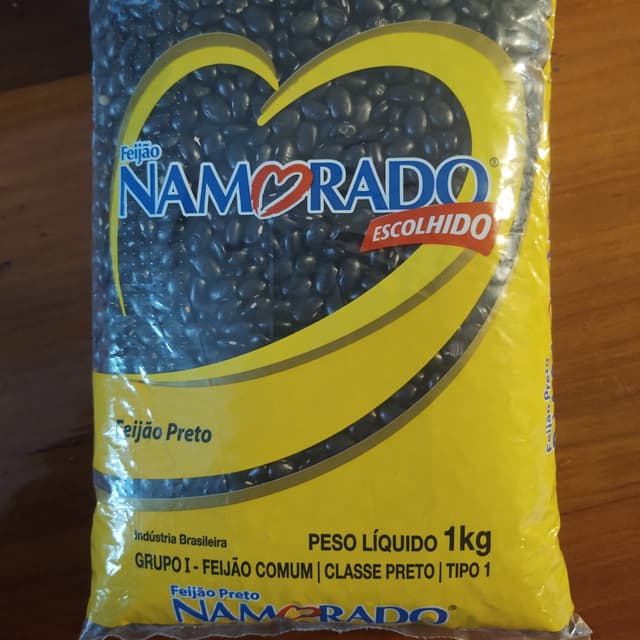 Feijão
NAMORADO®
ESCOLHIDO
Feijão Preto
Feijão Preto
Indústria Brasileira
PESO LÍQUIDO 1kg
GRUPO I - FEIJÃO COMUM | CLASSE PRETO | TIPO 1
Feijão Preto
NAMORADO®